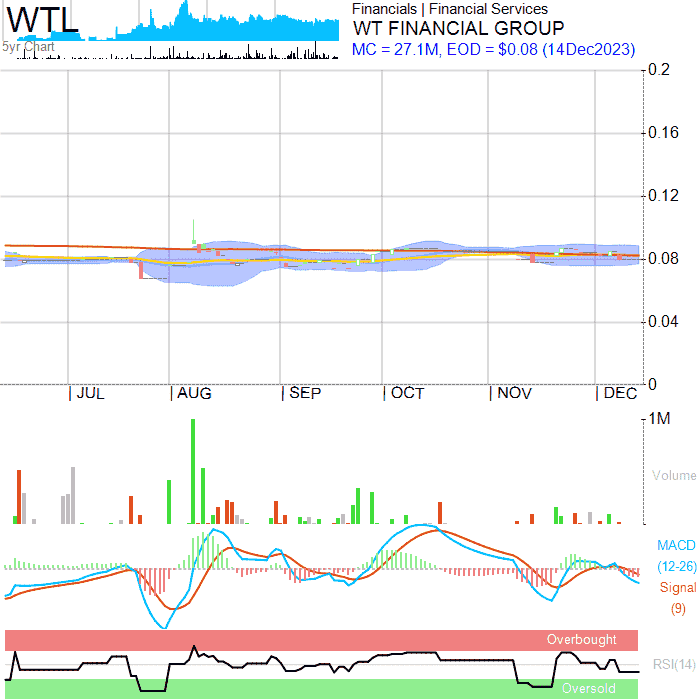 WTL
5yr Chart
Financials | Financial Services
WT FINANCIAL GROUP
MC = 27.1M, EOD = $0.08 (14Dec2023)
0.2
0.16
0.12
0.08
0.04
0
JUL AUG SEP OCT NOV DEC
1M
Volume
MACD
(12-26)
Signal
(9)
Overbought
RSI(14)
Oversold